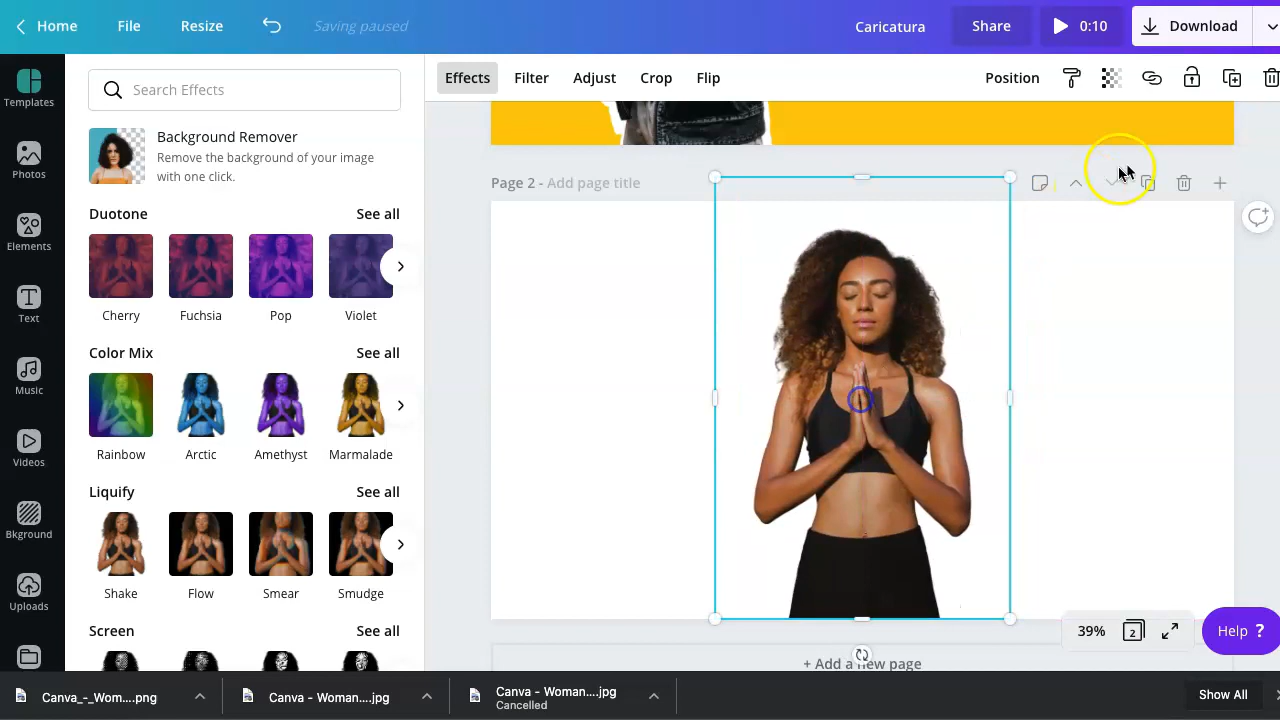 Home
File
Resize
Saving paused
Caricatura
Share
0:10
Download
Templates
Photos
Elements
Text
Music
Videos
Bkground
Uploads
Search Effects
Background Remover
Remove the background of your image
with one click.
Duotone
See all
Cherry
Fuchsia
Pop
Violet
Color Mix
See all
Rainbow
Arctic
Amethyst
Marmalade
Liquify
See all
Shake
Flow
Smear
Smudge
Screen
See all
Effects
Filter
Adjust
Crop
Flip
Position
Page 2 - Add page title
39%
2
Help ?
+ Add a new page
Canva_-_Wom....png
Canva - Woman....jpg
Canva - Woman....jpg
Cancelled
Show All